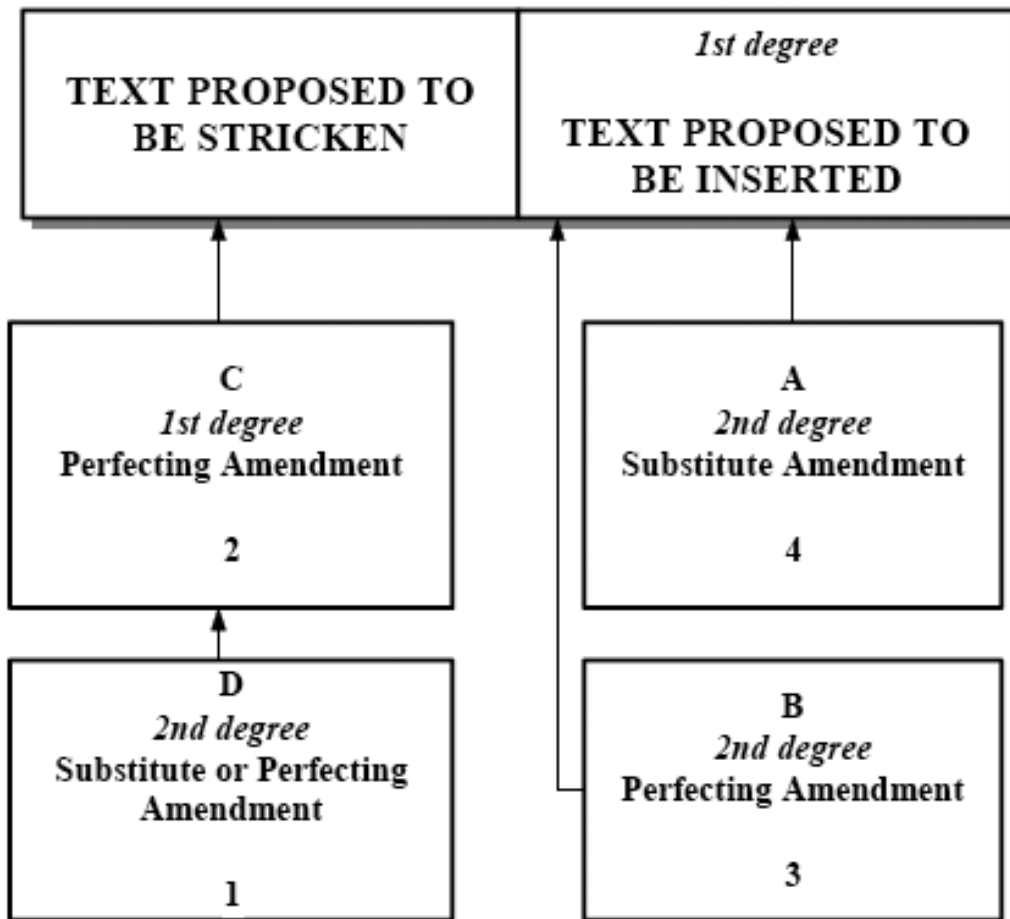 TEXT PROPOSED TO
BE STRICKEN
1st degree
TEXT PROPOSED TO
BE INSERTED
C
1st degree
Perfecting Amendment
2
A
2nd degree
Substitute Amendment
4
D
2nd degree
Substitute or Perfecting
Amendment
1
B
2nd degree
Perfecting Amendment
3